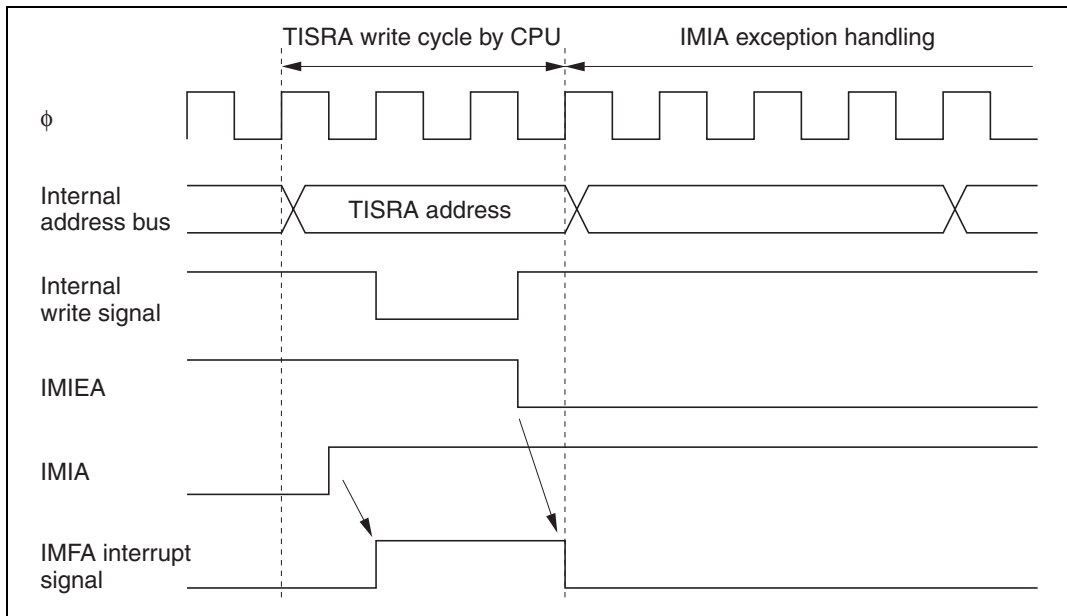 TISRA write cycle by CPU
IMIA exception handling
ϕ
Internal
address bus
TISRA address
Internal
write signal
IMIEA
IMIA
IMFA interrupt
signal